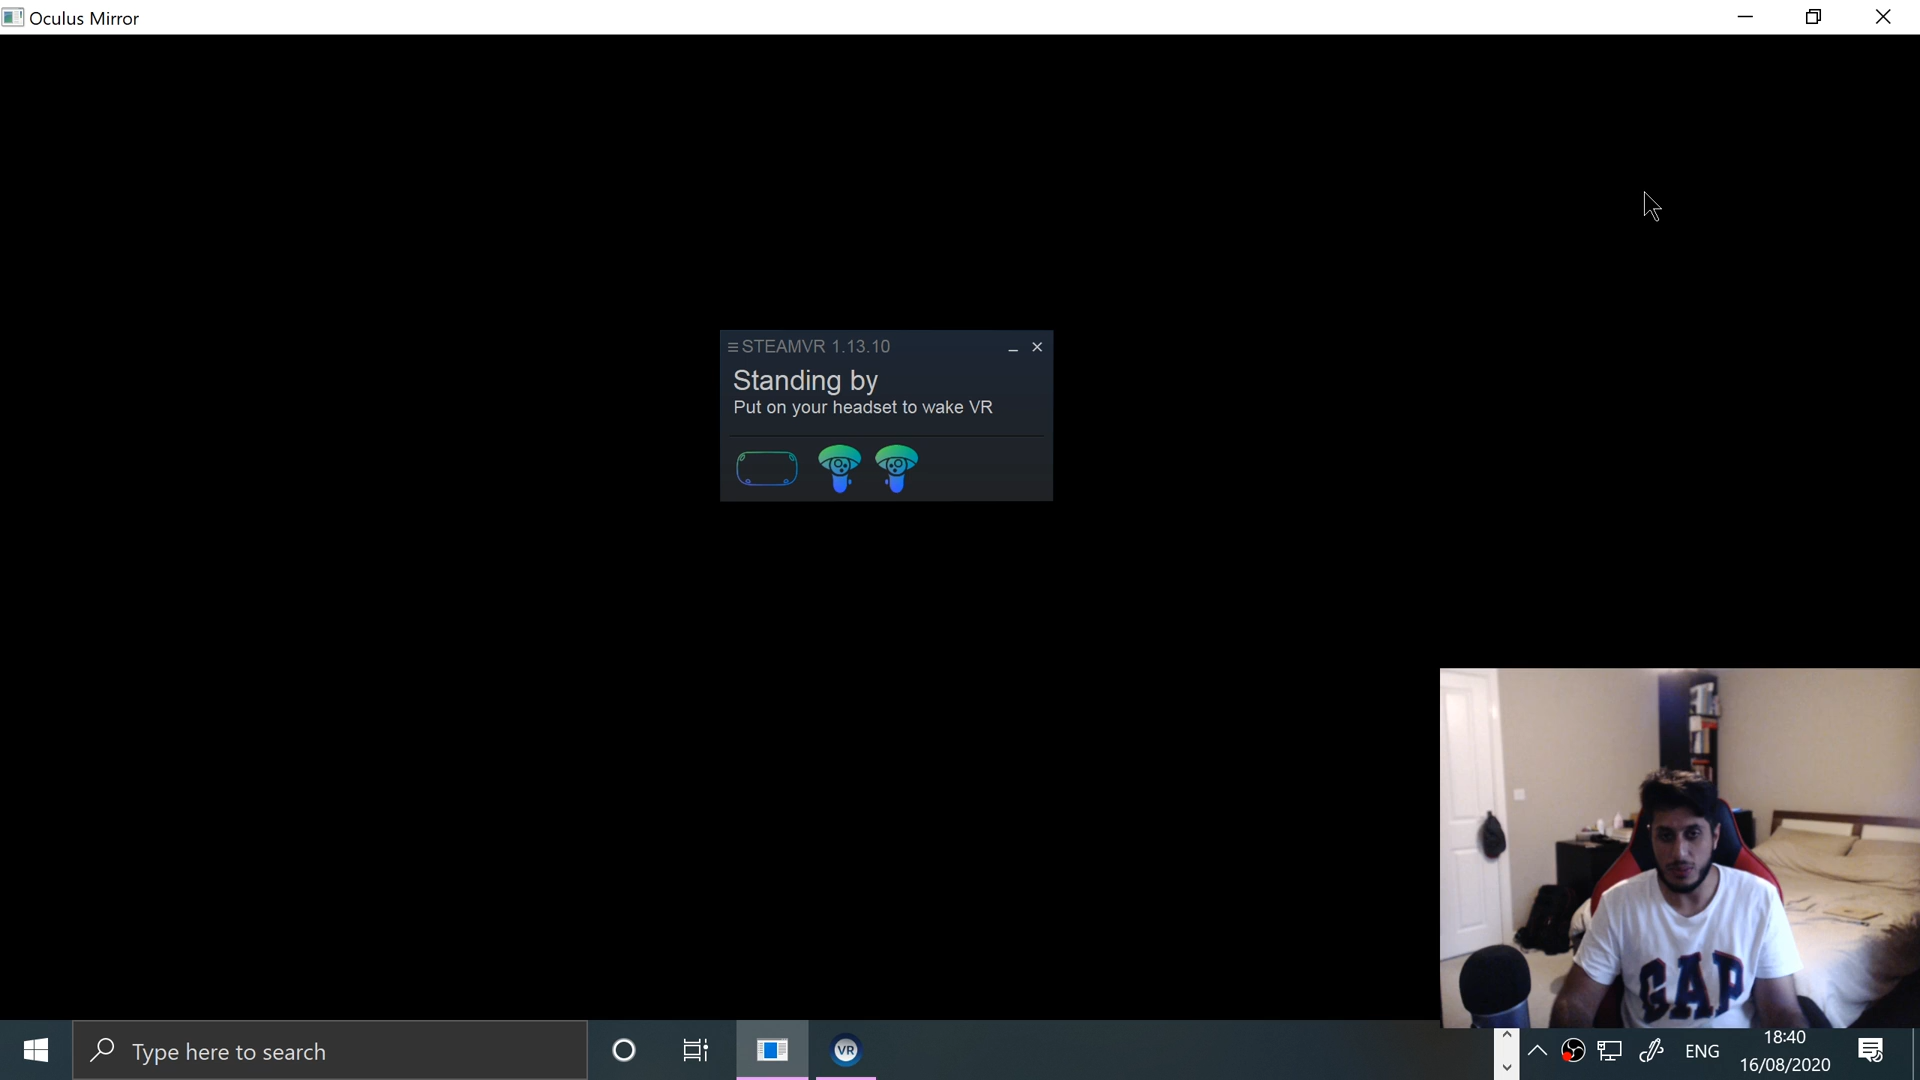 Oculus Mirror
STEAMVR 1.13.10
Standing by
Put on your headset to wake VR
GAP
Type here to search
VR
ENG
18:40
16/08/2020